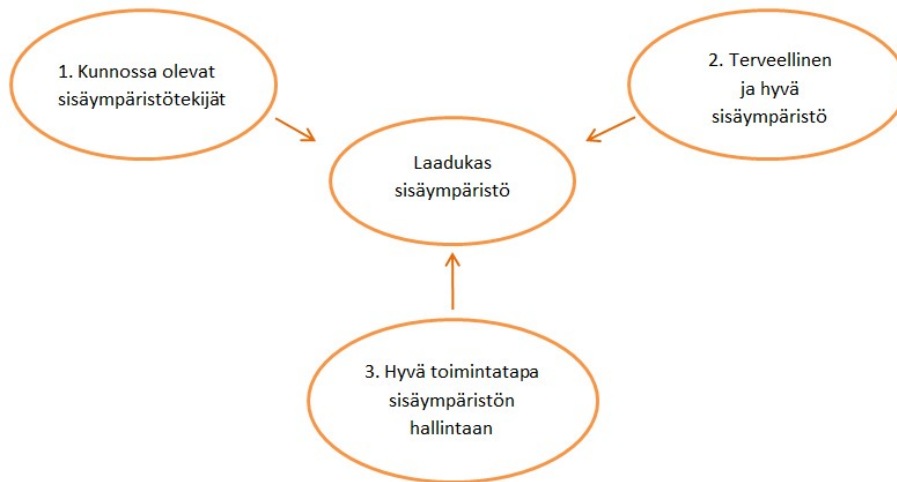 1. Kunnossa olevat
sisäympäristötekijät
2. Terveellinen
ja hyvä
sisäympäristö
Laadukas
sisäympäristö
3. Hyvä toimintatapa
sisäympäristön
hallintaan